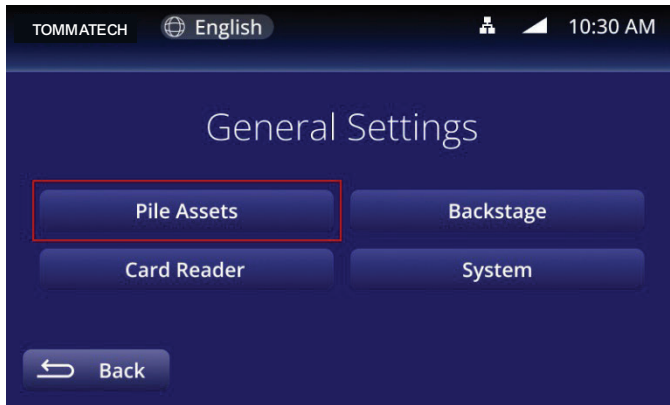 TOMMATECH English 10:30 AM
General Settings
Pile Assets Backstage
Card Reader System
Back